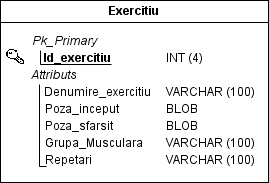 Exercitiu
Pk_Primary
Id_exercitiu INT (4)
Attributs
Denumire_exercitiu VARCHAR (100)
Poza_inceput BLOB
Poza_sfarsit BLOB
Grupa_Musculara VARCHAR (100)
Repetari VARCHAR (100)